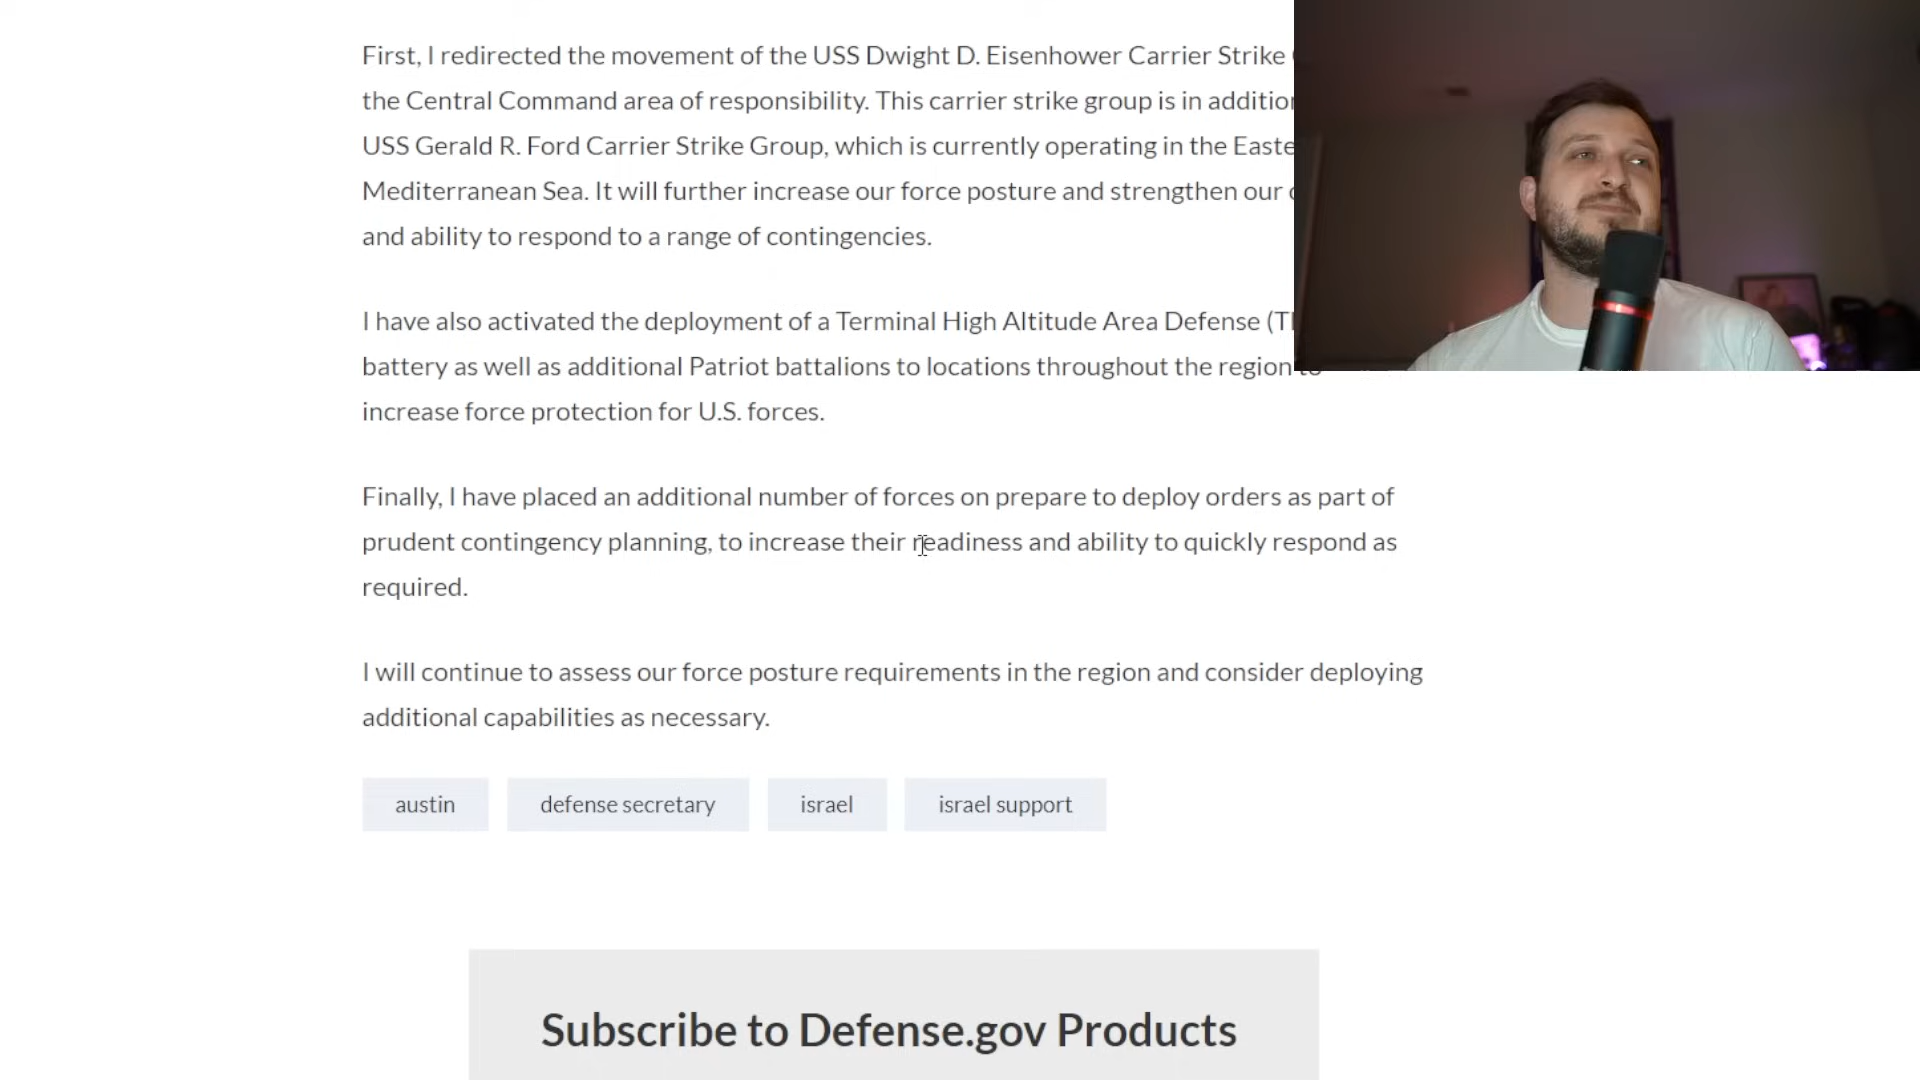 First, I redirected the movement of the USS Dwight D. Eisenhower Carrier Strike
the Central Command area of responsibility. This carrier strike group is in
USS Gerald R. Ford Carrier Strike Group, which is currently operating in the
Mediterranean Sea. It will further increase our force posture and strengthen our
and ability to respond to a range of contingencies.
I have also activated the deployment of a Terminal High Altitude Area Defense
battery as well as additional Patriot battalions to locations throughout the region to
increase force protection for U.S. forces.
Finally, I have placed an additional number of forces on prepare to deploy orders as part of
prudent contingency planning, to increase their readiness and ability to quickly respond as
required.
I will continue to assess our force posture requirements in the region and consider deploying
additional capabilities as necessary.
austin defense secretary israel israel support
Subscribe to Defense.gov Products